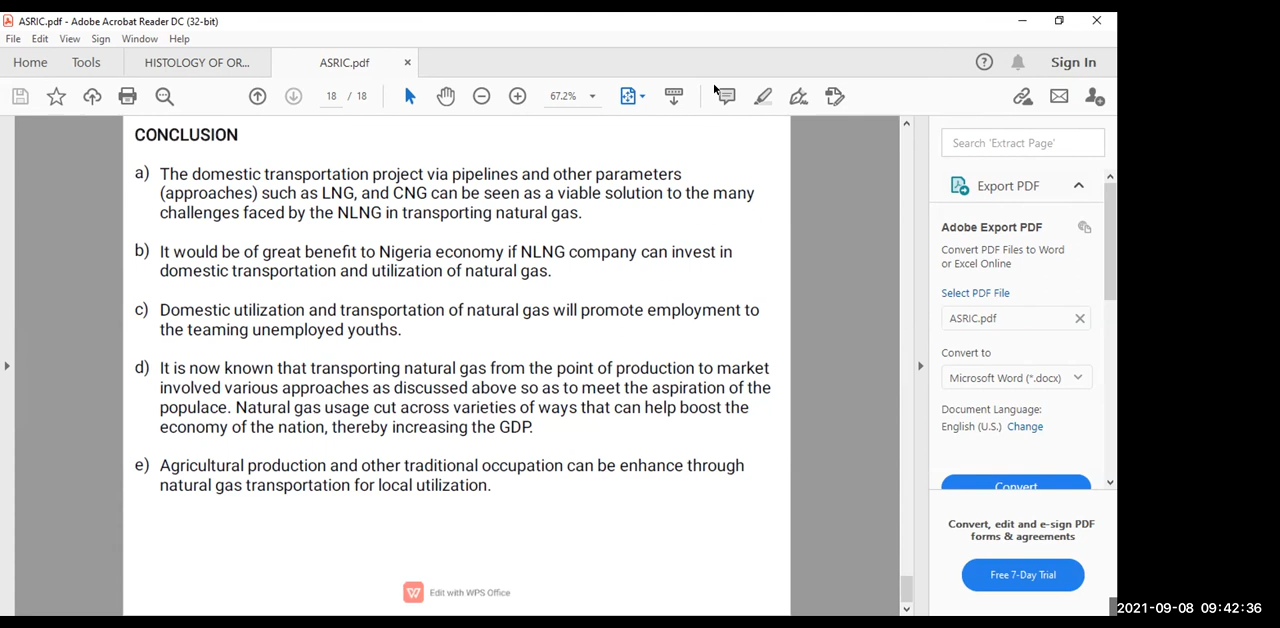 ASRIC.pdf - Adobe Acrobat Reader DC (32-bit)
File Edit View Sign Window Help
Home Tools HISTOLOGY OF OR... ASRIC.pdf × Sign In
18 / 18 67.2%
CONCLUSION
a) The domestic transportation project via pipelines and other parameters
(approaches) such as LNG, and CNG can be seen as a viable solution to the many
challenges faced by the NLNG in transporting natural gas.
b) It would be of great benefit to Nigeria economy if NLNG company can invest in
domestic transportation and utilization of natural gas.
c) Domestic utilization and transportation of natural gas will promote employment to
the teaming unemployed youths.
d) It is now known that transporting natural gas from the point of production to market
involved various approaches as discussed above so as to meet the aspiration of the
populace. Natural gas usage cut across varieties of ways that can help boost the
economy of the nation, thereby increasing the GDP.
e) Agricultural production and other traditional occupation can be enhance through
natural gas transportation for local utilization.
Edit with WPS Office
Search 'Extract Page'
Export PDF
Adobe Export PDF
Convert PDF Files to Word
or Excel Online
Select PDF File
ASRIC.pdf
Convert to
Microsoft Word (*.docx)
Document Language:
English (U.S.) Change
Convert
Convert, edit and e-sign PDF
forms & agreements
Free 7-Day Trial
2021-09-08 09:42:36